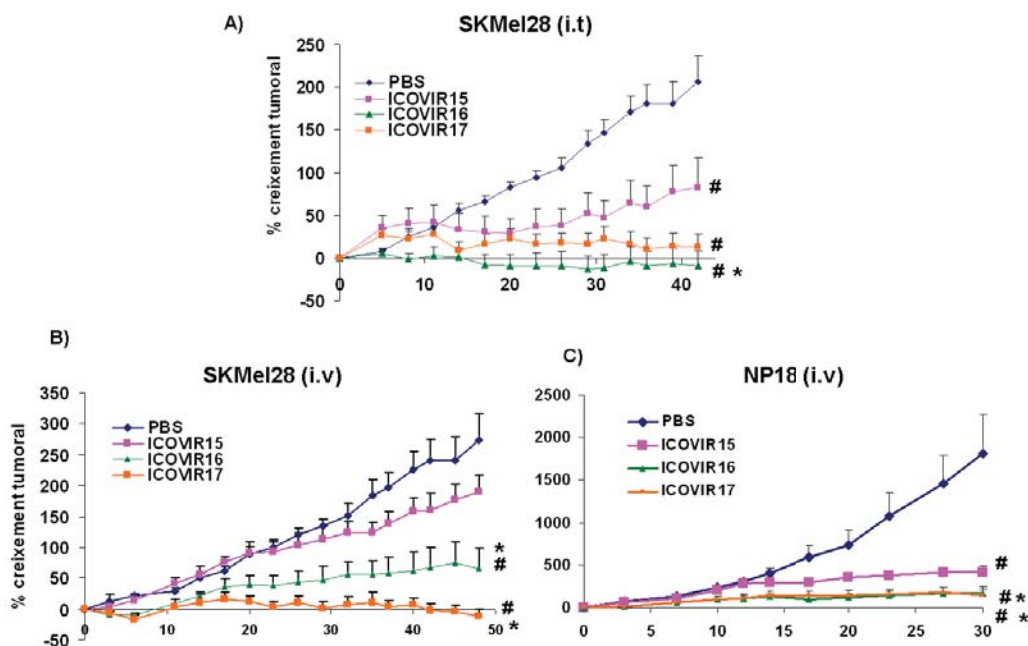 A)
SKMel28 (i.t)
% creixement tumoral
250
200
150
100
50
0
-50
PBS
ICOVIR15
ICOVIR16
ICOVIR17
#
#
# *
0 10 20 30 40
B)
SKMel28 (i.v)
% creixement tumoral
350
300
250
200
150
100
50
0
-50
PBS
ICOVIR15
ICOVIR16
ICOVIR17
*
#
#
*
0 10 20 30 40 50
C)
NP18 (i.v)
2500
2000
1500
1000
500
0
PBS
ICOVIR15
ICOVIR16
ICOVIR17
#
# *
# *
0 5 10 15 20 25 30